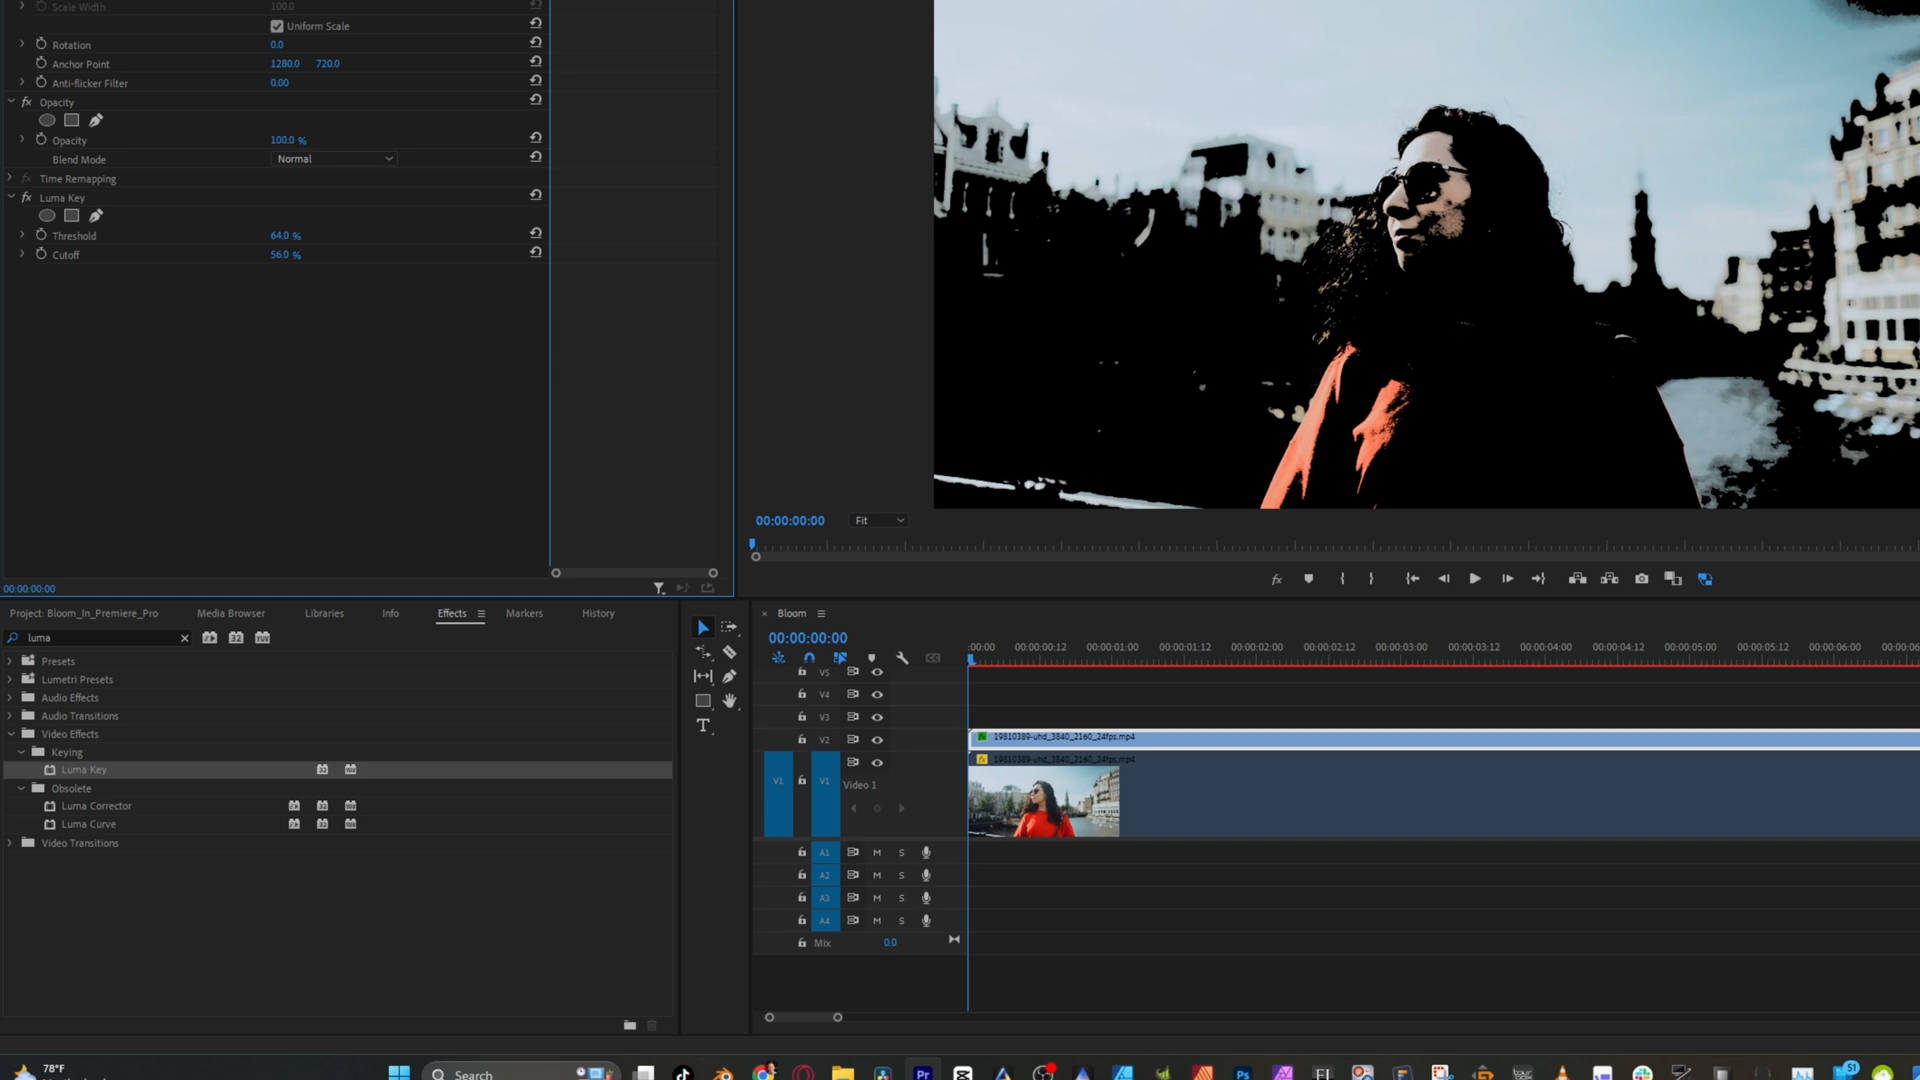 Scale Width 100.0
Uniform Scale
Rotation 0.0
Anchor Point 1280.0 720.0
Anti-flicker Filter 0.00
fx Opacity
Opacity 100.0 %
Blend Mode Normal
fx Time Remapping
fx Luma Key
Threshold 64.0 %
Cutoff 56.0 %
00:00:00:00 Fit
00:00:00:00
Project: Bloom_In_Premiere_Pro Media Browser Libraries Info Effects Markers History
luma
Presets
Lumetri Presets
Audio Effects
Audio Transitions
Video Effects
Keying
Luma Key
Obsolete
Luma Corrector
Luma Curve
Video Transitions
Bloom
00:00:00:00
:00:00 00:00:00:12 00:00:01:00 00:00:01:12 00:00:02:00 00:00:02:12 00:00:03:00 00:00:03:12 00:00:04:00 00:00:04:12 00:00:05:00 00:00:05:12 00:00:06:00 00:00:06
V5
V4
V3
V2
19810389-uhd_3840_2160_24fps.mp4
19810389-uhd_3840_2160_24fps.mp4
V1 V1 Video 1
A1 M S
A2 M S
A3 M S
A4 M S
Mix 0.0
78°F
Search
Pr
Ps
51